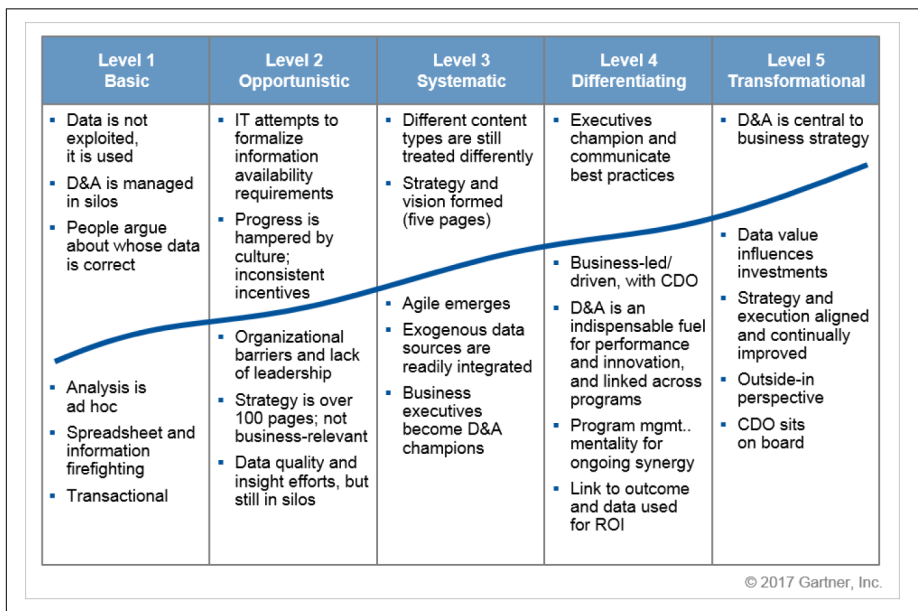 Level 1
Basic
Level 2
Opportunistic
Level 3
Systematic
Level 4
Differentiating
Level 5
Transformational
▪ Data is not
exploited,
it is used
▪ D&A is managed
in silos
▪ People argue
about whose data
is correct
▪ Analysis is
ad hoc
▪ Spreadsheet and
information
firefighting
▪ Transactional
▪ IT attempts to
formalize
information
availability
requirements
▪ Progress is
hampered by
culture;
inconsistent
incentives
▪ Organizational
barriers and lack
of leadership
▪ Strategy is over
100 pages; not
business-relevant
▪ Data quality and
insight efforts, but
still in silos
▪ Different content
types are still
treated differently
▪ Strategy and
vision formed
(five pages)
▪ Agile emerges
▪ Exogenous data
sources are
readily integrated
▪ Business
executives
become D&A
champions
▪ Executives
champion and
communicate
best practices
▪ Business-led/
driven, with CDO
▪ D&A is an
indispensable fuel
for performance
and innovation,
and linked across
programs
▪ Program mgmt..
mentality for
ongoing synergy
▪ Link to outcome
and data used
for ROI
▪ D&A is central to
business strategy
▪ Data value
influences
investments
▪ Strategy and
execution aligned
and continually
improved
▪ Outside-in
perspective
▪ CDO sits
on board
© 2017 Gartner, Inc.